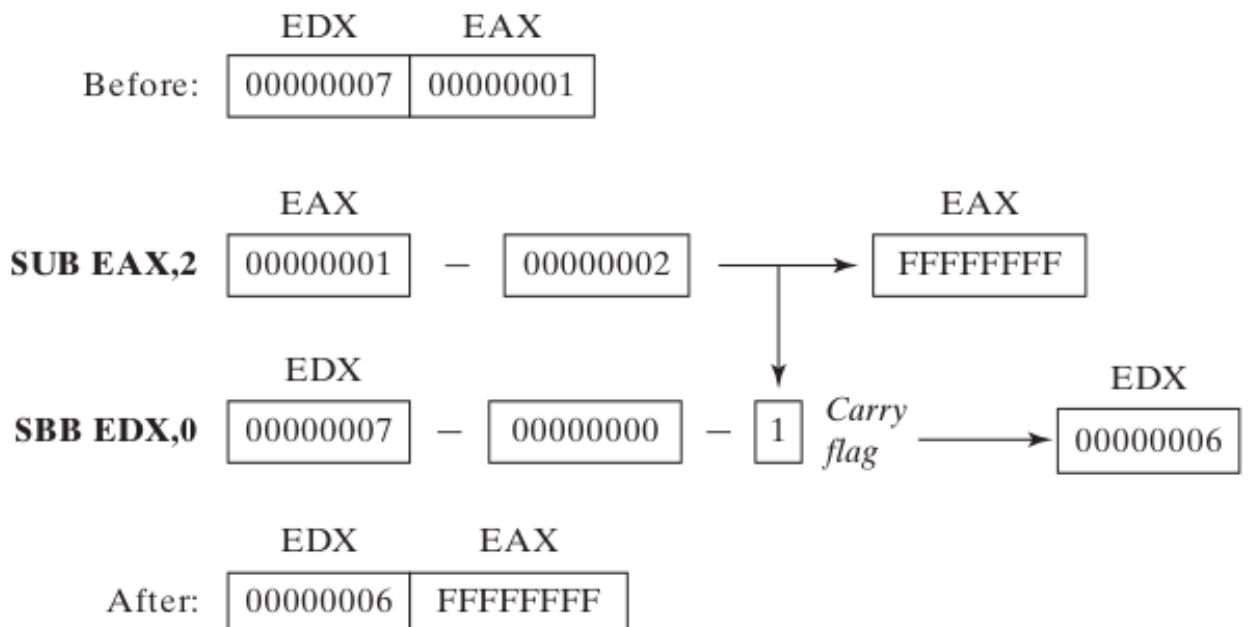 EDX EAX
Before: 00000007 00000001
EAX EAX
SUB EAX,2 00000001 – 00000002 FFFFFFFF
EDX EDX
SBB EDX,0 00000007 – 00000000 – 1 Carry flag 00000006
EDX EAX
After: 00000006 FFFFFFFF